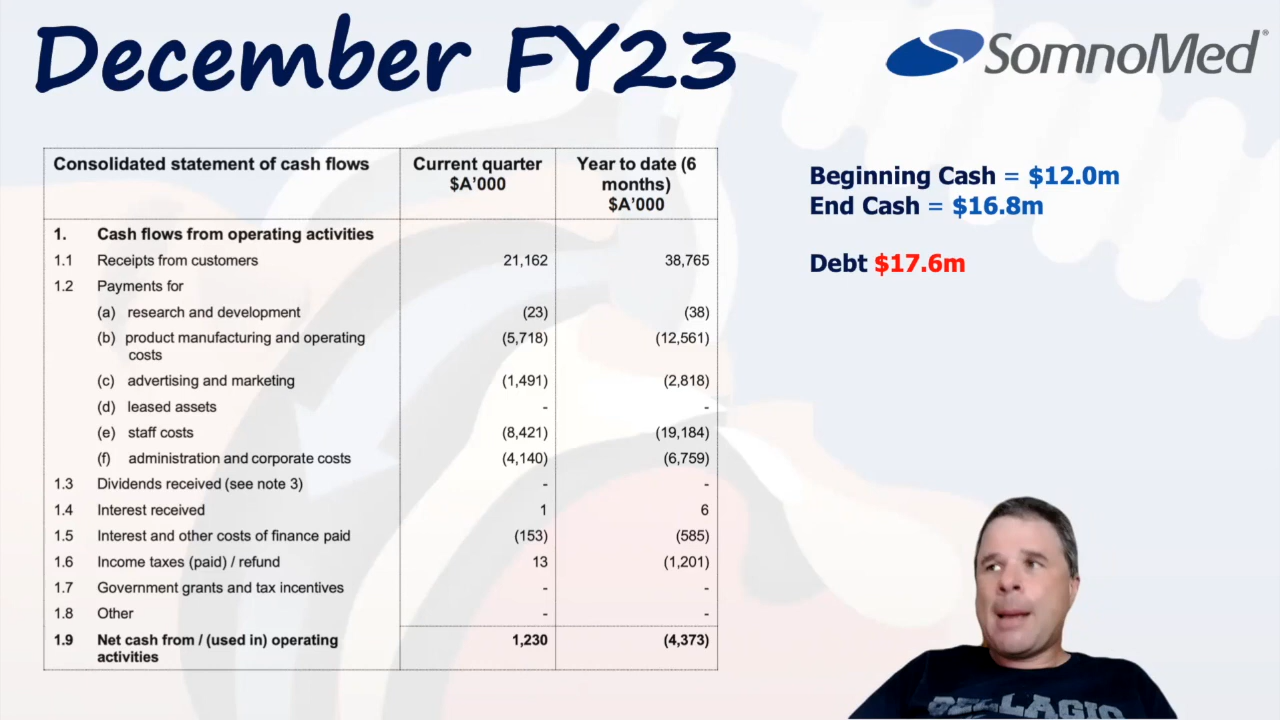 December FY23
SomnoMed®
Consolidated statement of cash flows Current quarter $A'000 Year to date (6 months) $A'000
1. Cash flows from operating activities
1.1 Receipts from customers 21,162 38,765
1.2 Payments for
(a) research and development (23) (38)
(b) product manufacturing and operating costs (5,718) (12,561)
(c) advertising and marketing (1,491) (2,818)
(d) leased assets - -
(e) staff costs (8,421) (19,184)
(f) administration and corporate costs (4,140) (6,759)
1.3 Dividends received (see note 3) - -
1.4 Interest received 1 6
1.5 Interest and other costs of finance paid (153) (585)
1.6 Income taxes (paid) / refund 13 (1,201)
1.7 Government grants and tax incentives - -
1.8 Other - -
1.9 Net cash from / (used in) operating activities 1,230 (4,373)
Beginning Cash = $12.0m
End Cash = $16.8m
Debt $17.6m
BELLAGIO